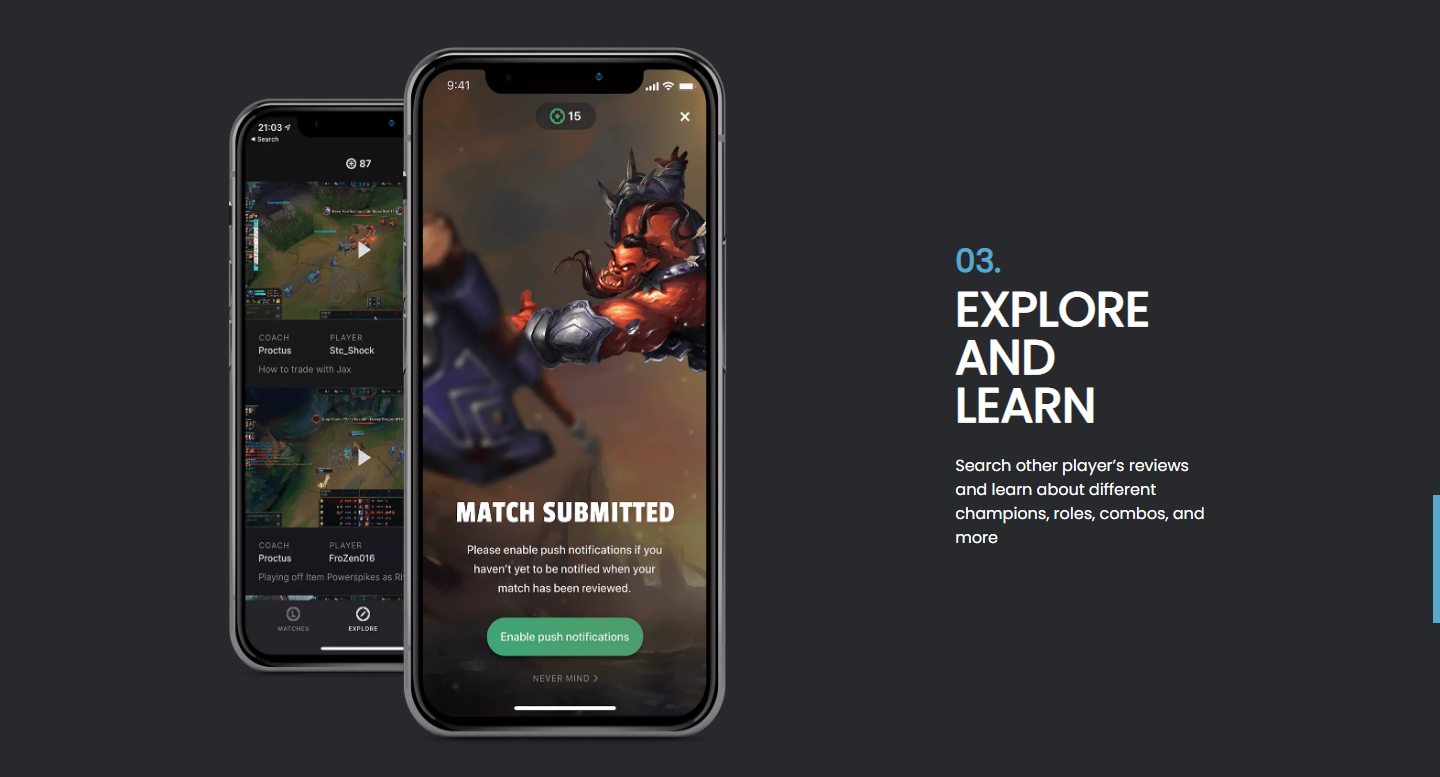 21:03
Search
87
COACH PLAYER
Proctus Stc_Shock
How to trade with Jax
COACH PLAYER
Proctus FroZen016
Playing off Item Powerspikes as
MATCHES EXPLORE
9:41
15
MATCH SUBMITTED
Please enable push notifications if you
haven't yet to be notified when your
match has been reviewed.
Enable push notifications
NEVER MIND
03.
EXPLORE
AND
LEARN
Search other player's reviews
and learn about different
champions, roles, combos, and
more